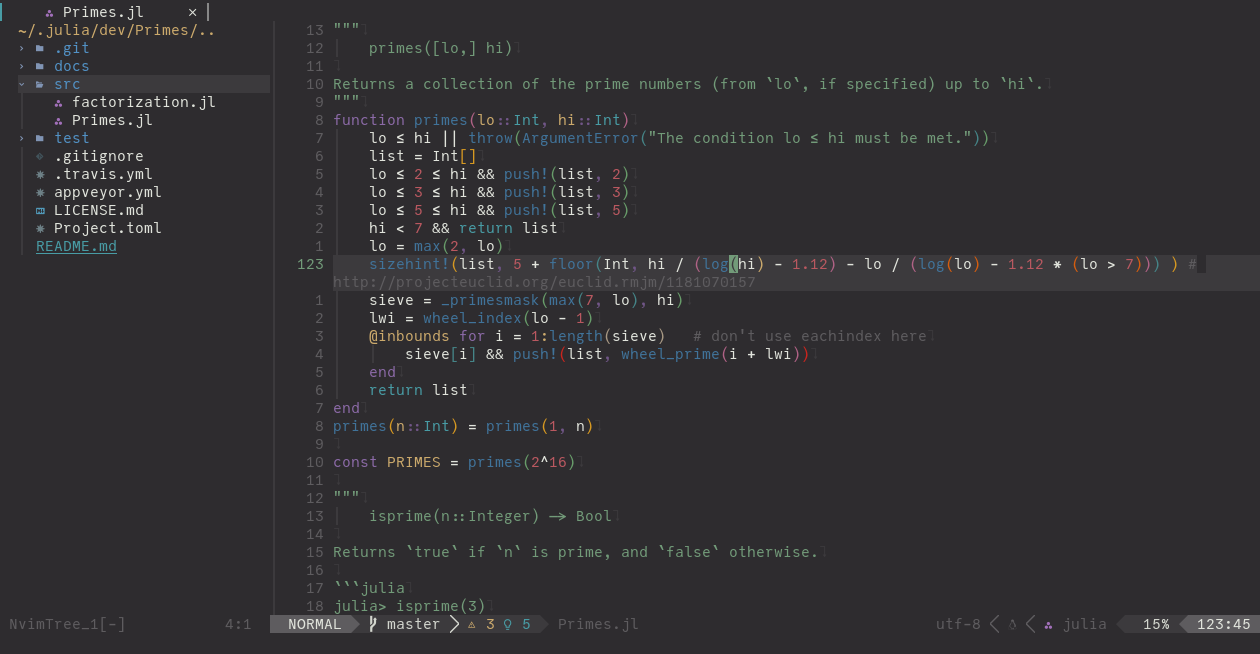 Primes.jl ×
~/.julia/dev/Primes/..
.git
docs
src
factorization.jl
Primes.jl
test
.gitignore
.travis.yml
appveyor.yml
LICENSE.md
Project.toml
README.md
13 """
12 primes([lo,] hi)
11
10 Returns a collection of the prime numbers (from `lo`, if specified) up to `hi`.
9 """
8 function primes(lo::Int, hi::Int)
7 lo ≤ hi || throw(ArgumentError("The condition lo ≤ hi must be met."))
6 list = Int[]
5 lo ≤ 2 ≤ hi && push!(list, 2)
4 lo ≤ 3 ≤ hi && push!(list, 3)
3 lo ≤ 5 ≤ hi && push!(list, 5)
2 hi < 7 && return list
1 lo = max(2, lo)
123 sizehint!(list, 5 + floor(Int, hi / (log(hi) - 1.12) - lo / (log(lo) - 1.12 * (lo > 7))) ) #
http://projecteuclid.org/euclid.rmjm/1181070157
1 sieve = _primesmask(max(7, lo), hi)
2 lwi = wheel_index(lo - 1)
3 @inbounds for i = 1:length(sieve) # don't use eachindex here
4 sieve[i] && push!(list, wheel_prime(i + lwi))
5 end
6 return list
7 end
8 primes(n::Int) = primes(1, n)
9
10 const PRIMES = primes(2^16)
11
12 """
13 isprime(n::Integer) -> Bool
14
15 Returns `true` if `n` is prime, and `false` otherwise.
16
17 ```julia
18 julia> isprime(3)
NvimTree_1[-] 4:1 NORMAL master 3 5 Primes.jl utf-8 julia 15% 123:45